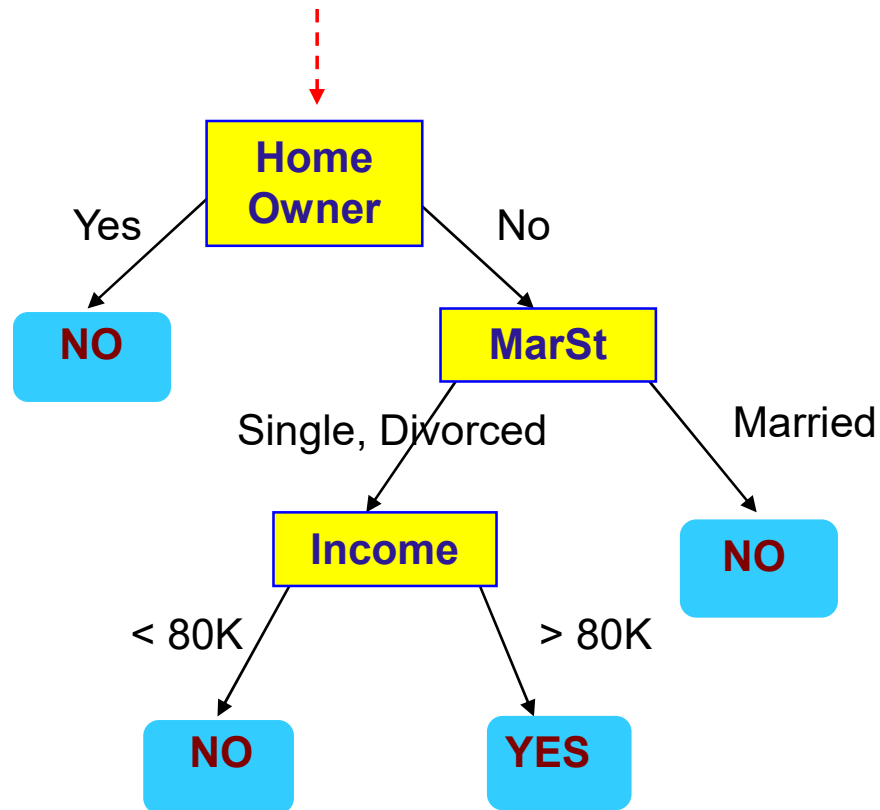 Home
Owner
Yes
No
NO
MarSt
Single, Divorced
Married
Income
NO
< 80K
> 80K
NO
YES